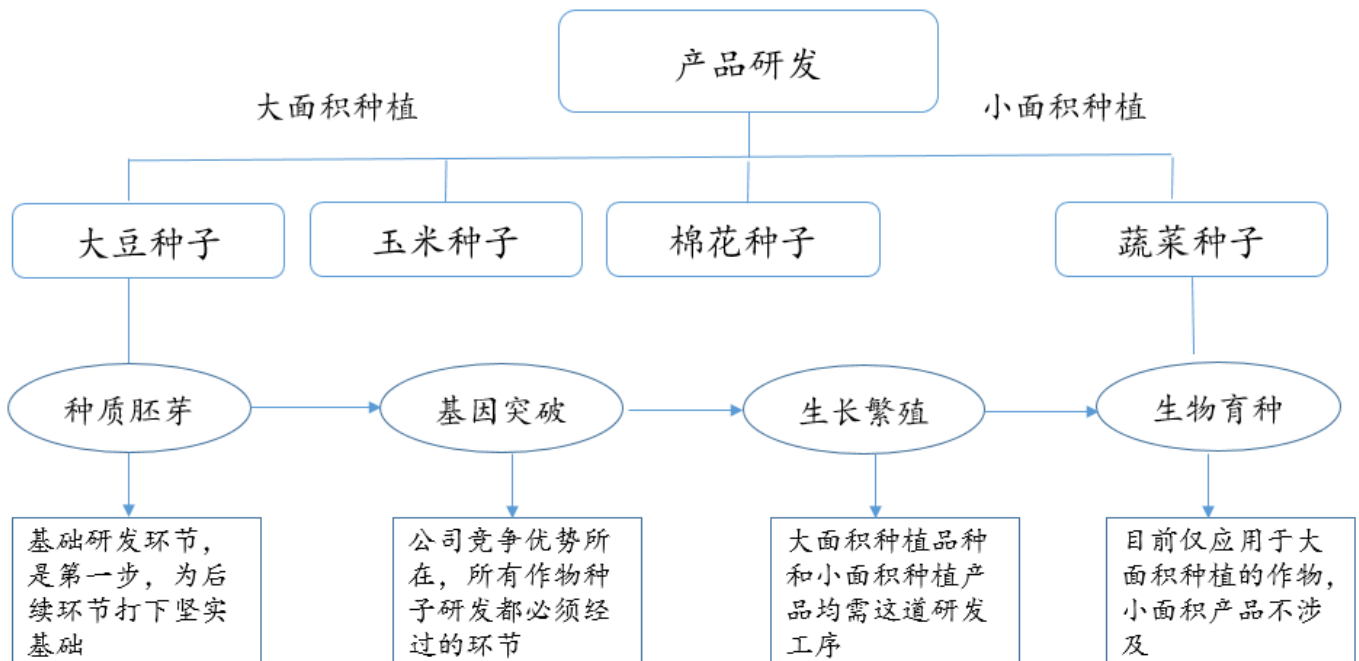 产品研发
大面积种植
小面积种植
大豆种子
玉米种子
棉花种子
蔬菜种子
种质胚芽
基因突破
生长繁殖
生物育种
基础研发环节，
是第一步，为后
续环节打下坚实
基础
公司竞争优势所
在，所有作物种
子研发都必须经
过的环节
大面积种植品种
和小面积种植产
品均需这道研发
工序
目前仅应用于大
面积种植的作物，
小面积产品不涉
及